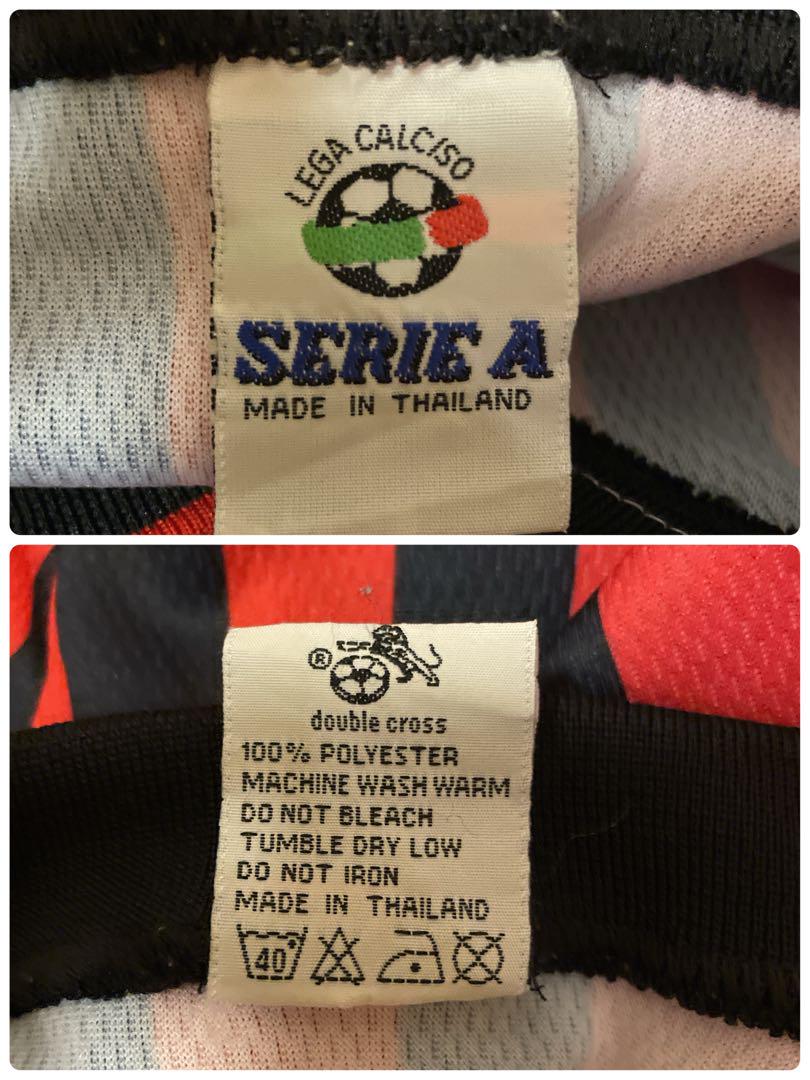 LEGA CALCISO
SERIE A
MADE IN THAILAND
®
double cross
100% POLYESTER
MACHINE WASH WARM
DO NOT BLEACH
TUMBLE DRY LOW
DO NOT IRON
MADE IN THAILAND
40°